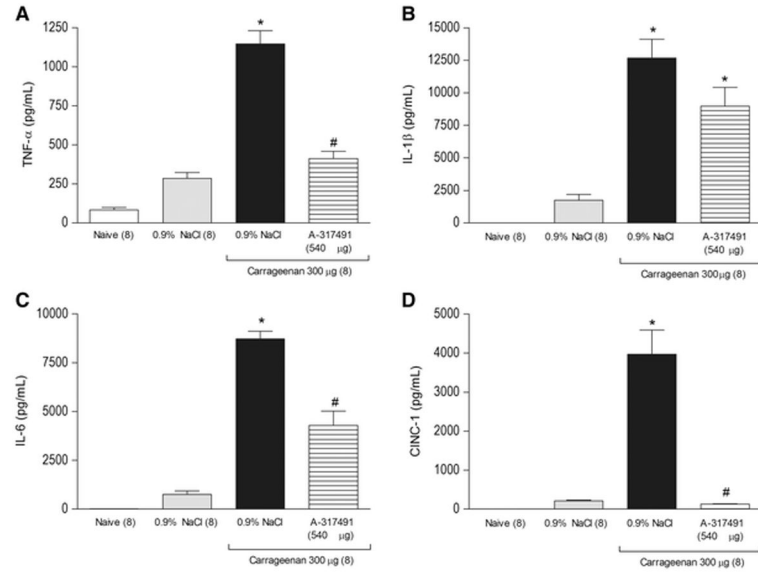 A
TNF-α (pg/mL)
1250
1000
750
500
250
0
*
#
Naive (8)
0.9% NaCl (8)
0.9% NaCl
A-317491
(540 µg)
Carrageenan 300 µg (8)
B
IL-1β (pg/mL)
15000
12500
10000
7500
5000
2500
0
*
*
Naive (8)
0.9% NaCl (8)
0.9% NaCl
A-317491
(540 µg)
Carrageenan 300µg (8)
C
IL-6 (pg/mL)
10000
7500
5000
2500
0
*
#
Naive (8)
0.9% NaCl (8)
0.9% NaCl
A-317491
(540 µg)
Carrageenan 300 µg (8)
D
CINC-1 (pg/mL)
5000
4000
3000
2000
1000
0
*
#
Naive (8)
0.9% NaCl (8)
0.9% NaCl
A-317491
(540 µg)
Carrageenan 300 µg (8)